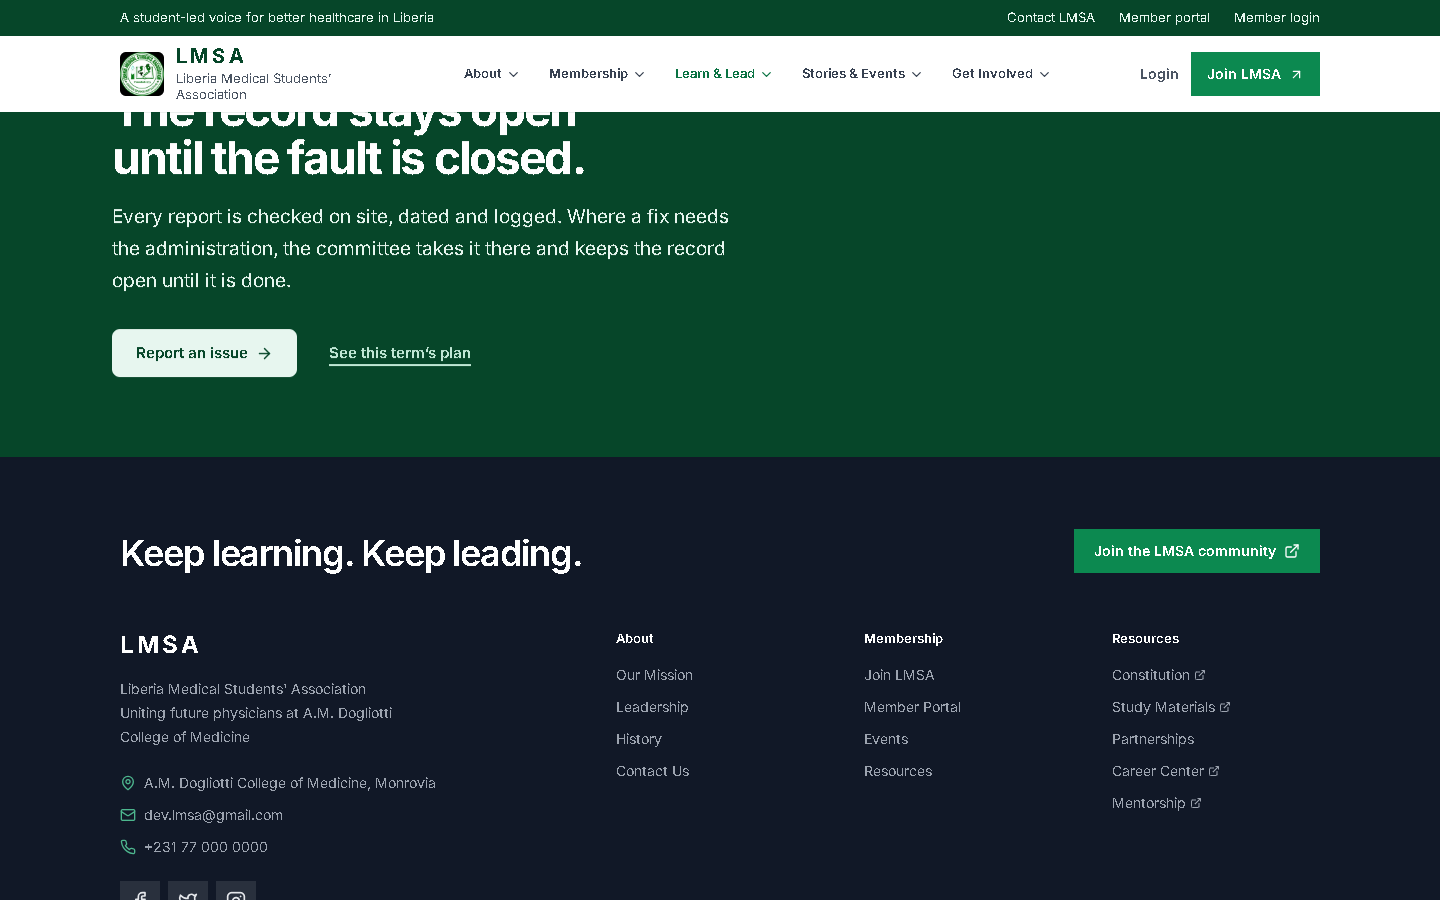 A student-led voice for better healthcare in Liberia
Contact LMSA
Member portal
Member login
LMSA
Liberia Medical Students’
Association
About
Membership
Learn & Lead
Stories & Events
Get Involved
Login
Join LMSA
The record stays open
until the fault is closed.
Every report is checked on site, dated and logged. Where a fix needs
the administration, the committee takes it there and keeps the record
open until it is done.
Report an issue
See this term’s plan
Keep learning. Keep leading.
Join the LMSA community
LMSA
Liberia Medical Students' Association
Uniting future physicians at A.M. Dogliotti
College of Medicine
A.M. Dogliotti College of Medicine, Monrovia
dev.lmsa@gmail.com
+231 77 000 0000
About
Our Mission
Leadership
History
Contact Us
Membership
Join LMSA
Member Portal
Events
Resources
Resources
Constitution
Study Materials
Partnerships
Career Center
Mentorship